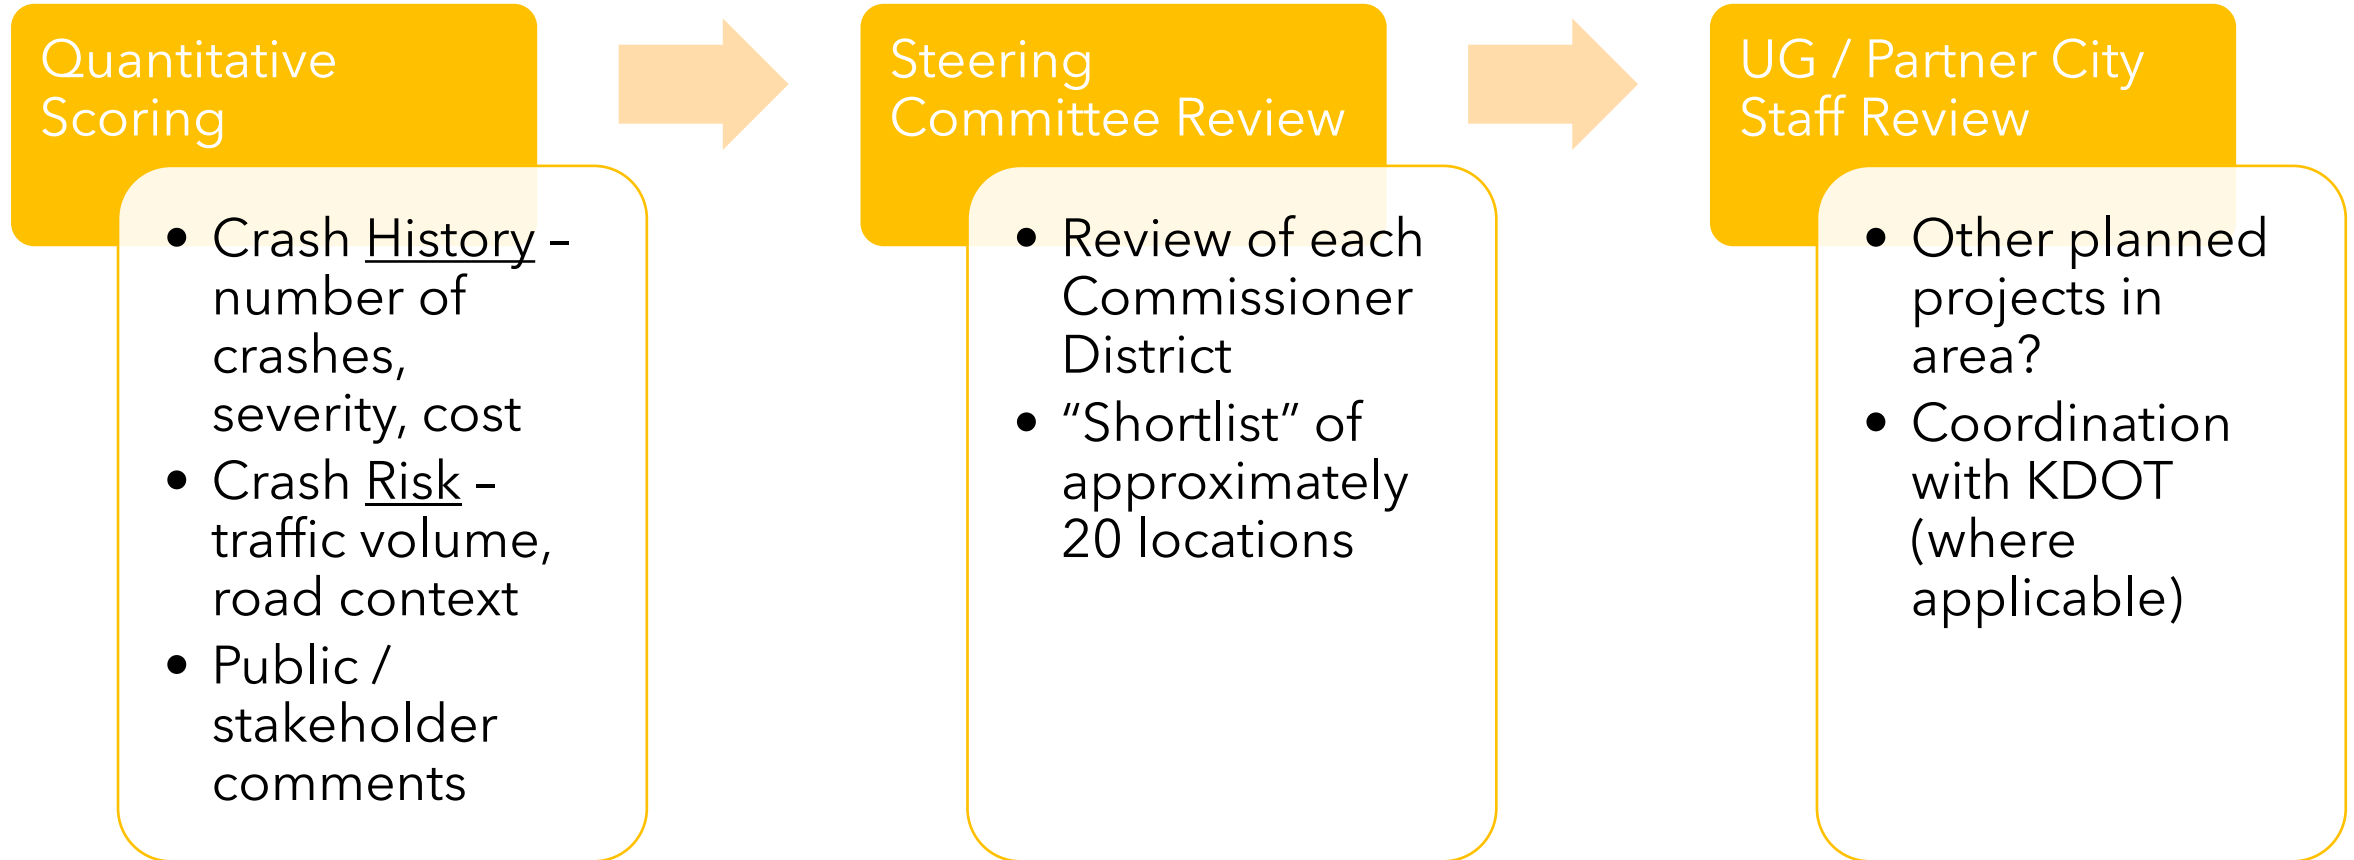 Quantitative
Scoring
• Crash History –
number of
crashes,
severity, cost
• Crash Risk –
traffic volume,
road context
• Public /
stakeholder
comments
Steering
Committee Review
• Review of each
Commissioner
District
• “Shortlist” of
approximately
20 locations
UG / Partner City
Staff Review
• Other planned
projects in
area?
• Coordination
with KDOT
(where
applicable)